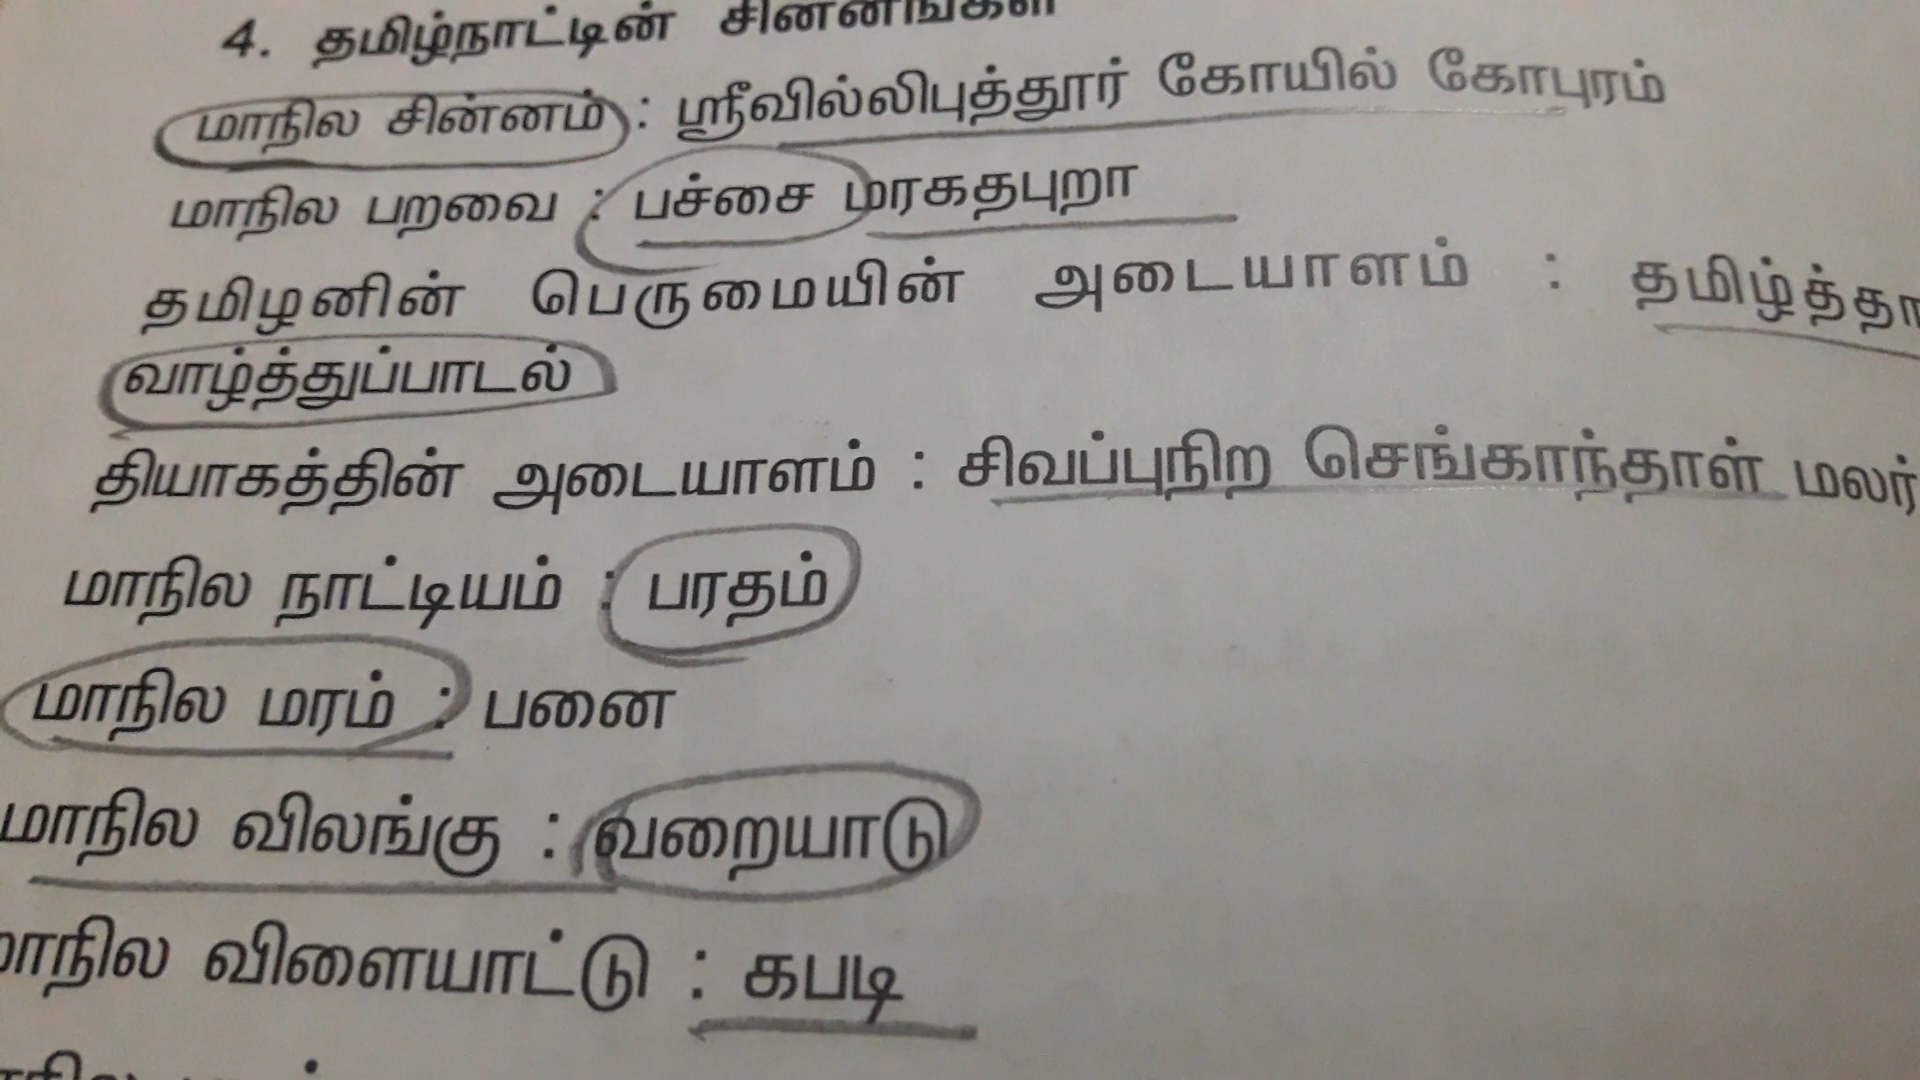 4. தமிழ்நாட்டின் சின்னங்கள்
மாநில சின்னம் : ஸ்ரீவில்லிபுத்தூர் கோயில் கோபுரம்
மாநில பறவை : பச்சை மரகதபுறா
தமிழனின் பெருமையின் அடையாளம் : தமிழ்த்தா
வாழ்த்துப்பாடல்
தியாகத்தின் அடையாளம் : சிவப்புநிற செங்காந்தாள் மலர்
மாநில நாட்டியம் : பரதம்
மாநில மரம் : பனை
மாநில விலங்கு : வறையாடு
மாநில விளையாட்டு : கபடி